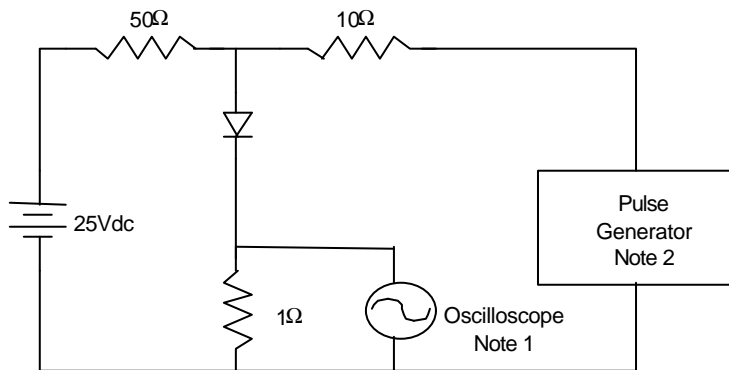 50Ω
10Ω
25Vdc
Pulse
Generator
Note 2
1Ω
Oscilloscope
Note 1